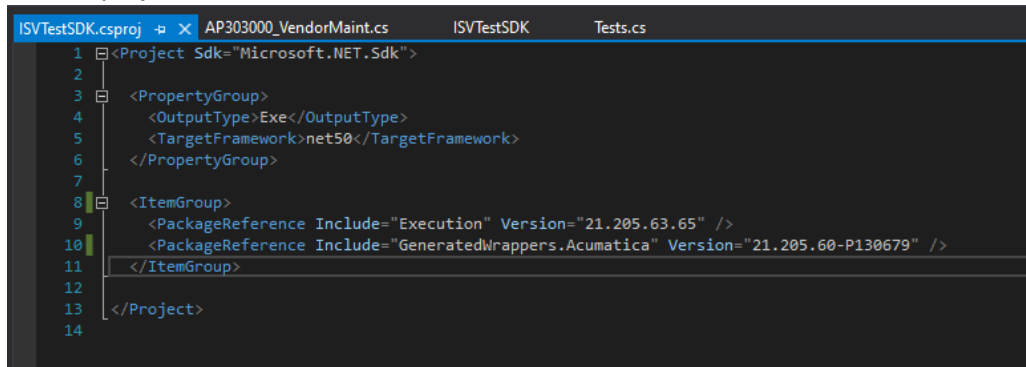 ISVTestSDK.csproj AP303000_VendorMaint.cs ISVTestSDK Tests.cs
1 <Project Sdk="Microsoft.NET.Sdk">
2
3 <PropertyGroup>
4 <OutputType>Exe</OutputType>
5 <TargetFramework>net50</TargetFramework>
6 </PropertyGroup>
7
8 <ItemGroup>
9 <PackageReference Include="Execution" Version="21.205.63.65" />
10 <PackageReference Include="GeneratedWrappers.Acumatica" Version="21.205.60-P130679" />
11 </ItemGroup>
12
13 </Project>
14